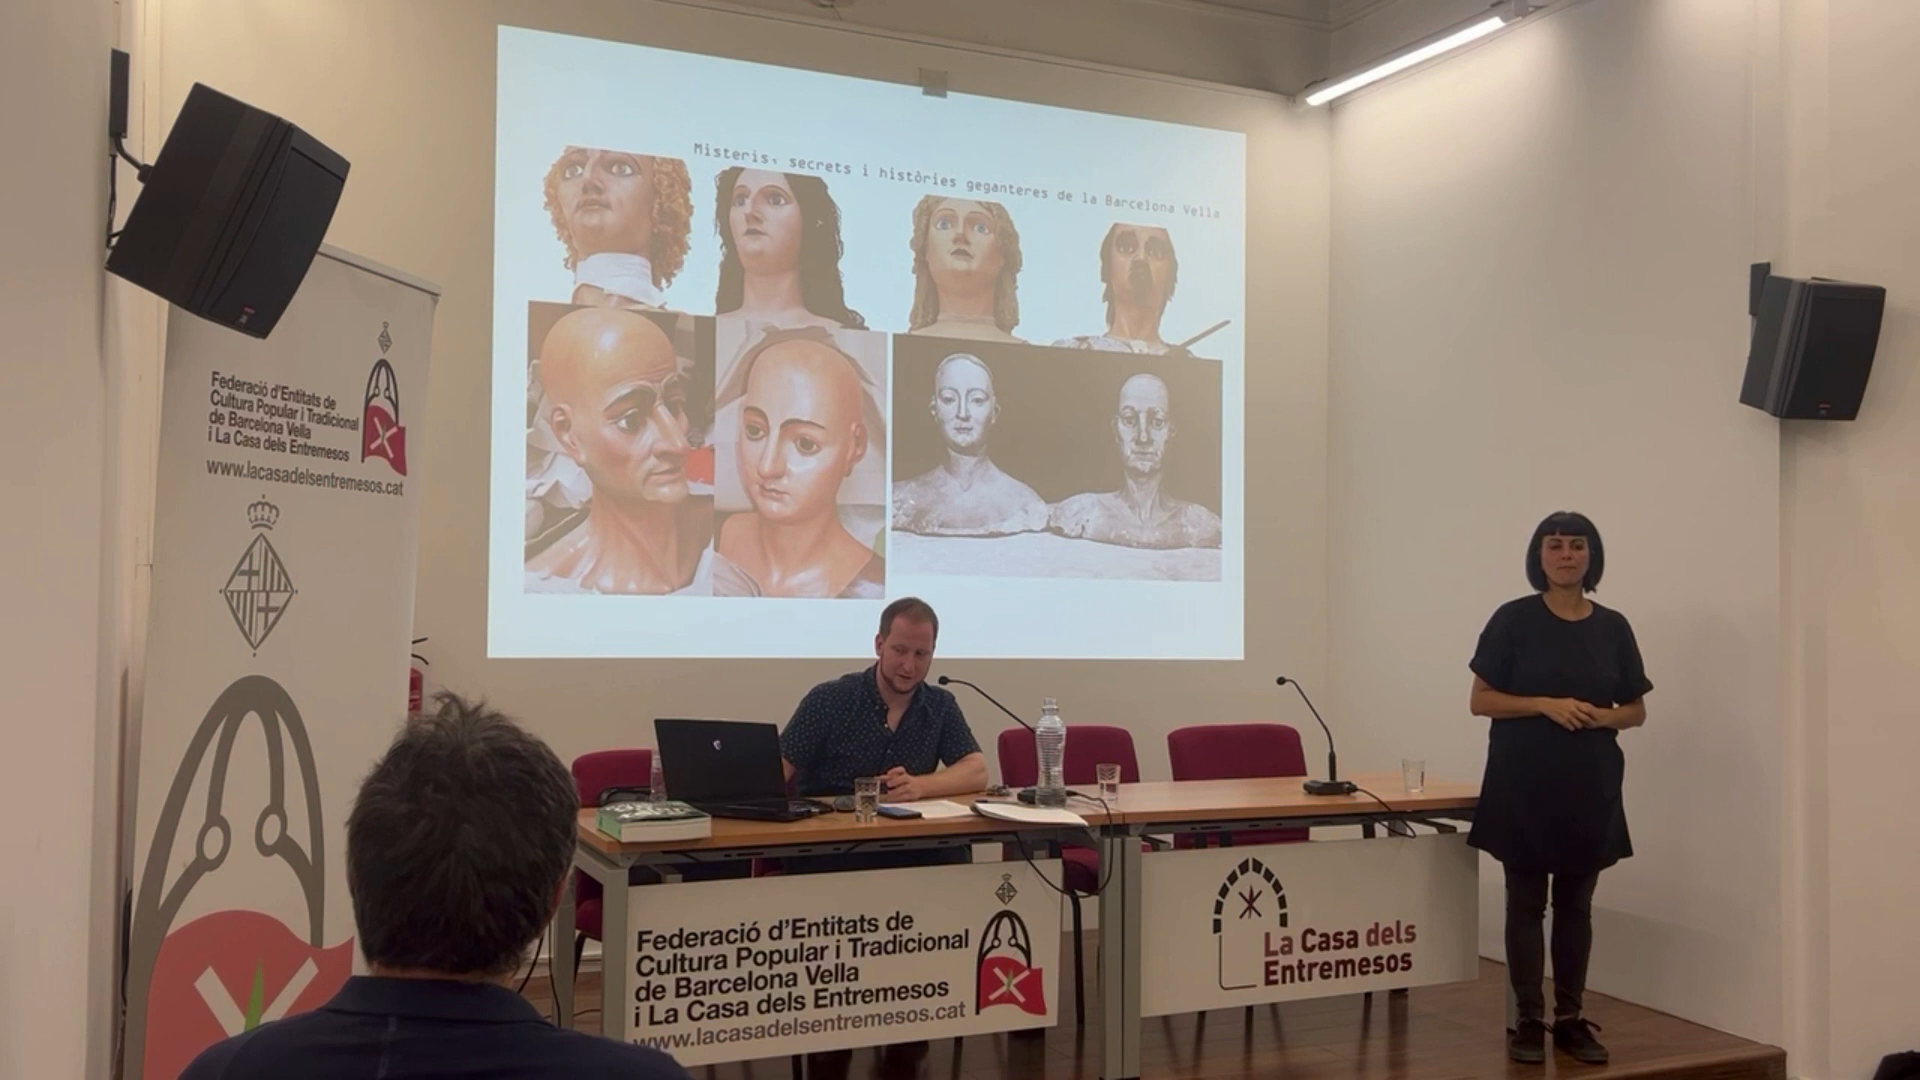 Misteris, secrets i històries geganteres de la Barcelona Vella
Federació d'Entitats de
Cultura Popular i Tradicional
de Barcelona Vella
i La Casa dels Entremesos
www.lacasadelsentremesos.cat
Federació d'Entitats de
Cultura Popular i Tradicional
de Barcelona Vella
i La Casa dels Entremesos
www.lacasadelsentremesos.cat
La Casa dels
Entremesos